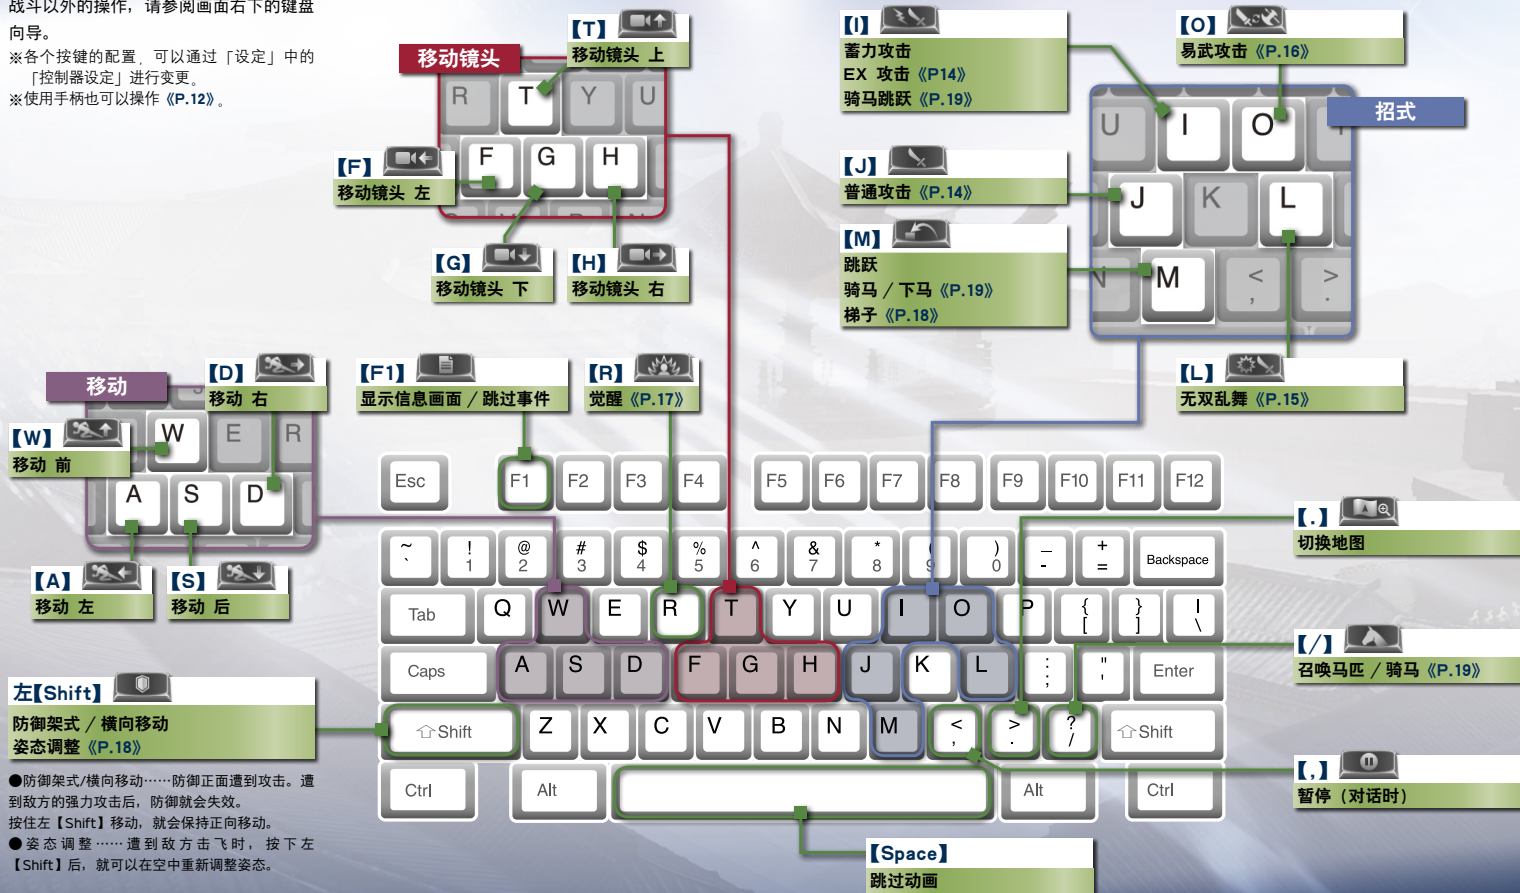 战斗以外的操作，请参阅画面右下的键盘
向导。
※各个按键的配置，可以通过「设定」中的
「控制器设定」进行变更。
※使用手柄也可以操作《P.12》。
移动镜头
【T】
移动镜头 上
R T Y U
F G H
【F】
移动镜头 左
【G】
移动镜头 下
【H】
移动镜头 右
【I】
蓄力攻击
EX 攻击《P14》
骑马跳跃《P.19》
【O】
易武攻击《P.16》
招式
U I O
J K L
N M < , > .
【J】
普通攻击《P.14》
【M】
跳跃
骑马 / 下马《P.19》
梯子《P.18》
【L】
无双乱舞《P.15》
移动
【D】
移动 右
【W】
移动 前
W E R
A S D
【A】
移动 左
【S】
移动 后
【F1】
显示信息画面 / 跳过事件
【R】
觉醒《P.17》
Esc F1 F2 F3 F4 F5 F6 F7 F8 F9 F10 F11 F12
~ ! @ # $ % ^ & * ( ) _ +
` 1 2 3 4 5 6 7 8 9 0 - = Backspace
Tab Q W E R T Y U I O P { [ } ] | \
Caps A S D F G H J K L : ; " ' Enter
⇧Shift Z X C V B N M < , > . ? / ⇧Shift
Ctrl Alt Alt Ctrl
【.】
切换地图
【/】
召唤马匹 / 骑马《P.19》
【,】
暂停（对话时）
【Space】
跳过动画
左【Shift】
防御架式 / 横向移动
姿态调整《P.18》
●防御架式/横向移动……防御正面遭到攻击。遭
到敌方的强力攻击后，防御就会失效。
按住左【Shift】移动，就会保持正向移动。
●姿态调整……遭到敌方击飞时，按下左
【Shift】后，就可以在空中重新调整姿态。